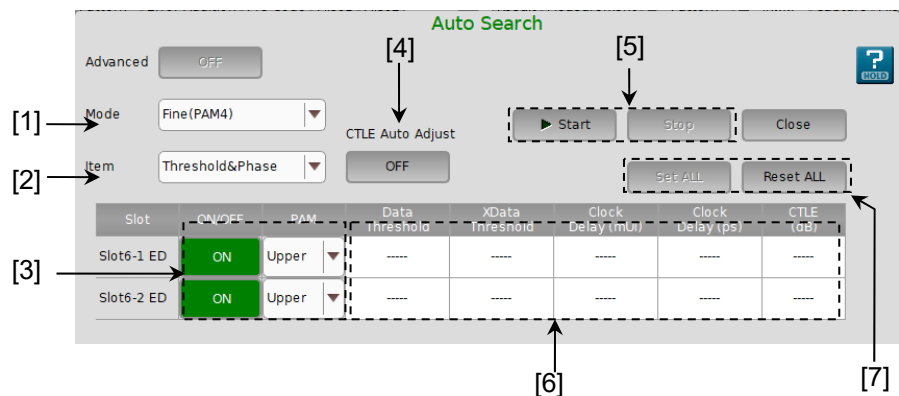 Auto Search
[4]
[5]
Advanced OFF
? HOLD
[1] Mode Fine(PAM4)
CTLE Auto Adjust
Start Stop Close
[2] Item Threshold&Phase OFF
Set ALL Reset ALL
Slot ON/OFF PAM Data Threshold XData Threshold Clock Delay (mUI) Clock Delay (ps) CTLE (dB)
[3]
Slot6-1 ED ON Upper ----- ----- ----- ----- -----
Slot6-2 ED ON Upper ----- ----- ----- ----- -----
[6]
[7]